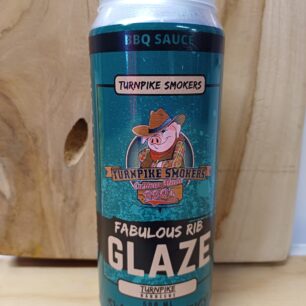 BBQ SAUCE
TURNPIKE SMOKERS
TURNPIKE SMOKERS
FABULOUS RIB
GLAZE
TURNPIKE